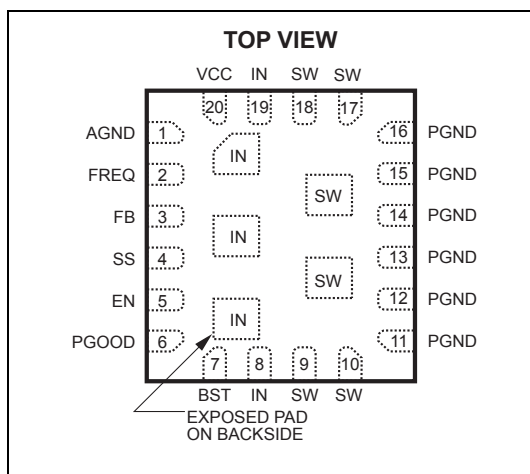 TOP VIEW
VCC IN SW SW
20 19 18 17
AGND 1 16 PGND
IN
FREQ 2 15 PGND
SW
FB 3 14 PGND
IN
SS 4 13 PGND
SW
EN 5 12 PGND
IN
PGOOD 6 11 PGND
7 8 9 10
BST IN SW SW
EXPOSED PAD
ON BACKSIDE